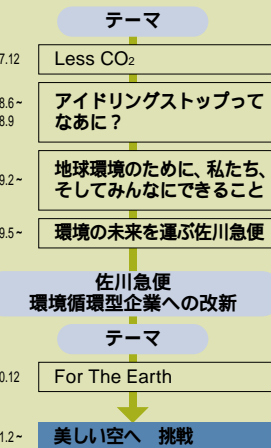 テーマ
7.12 Less CO2
8.6~
8.9
アイドリングストップって
なあに？
9.2~
地球環境のために、私たち、
そしてみんなにできること
9.5~ 環境の未来を運ぶ佐川急便
佐川急便
環境循環型企業への改新
テーマ
0.12 For The Earth
1.2~ 美しい空へ 挑戦